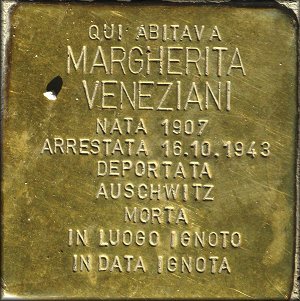 QUI ABITAVA
MARGHERITA
VENEZIANI
NATA 1907
ARRESTATA 16.10.1943
DEPORTATA
AUSCHWITZ
MORTA
IN LUOGO IGNOTO
IN DATA IGNOTA